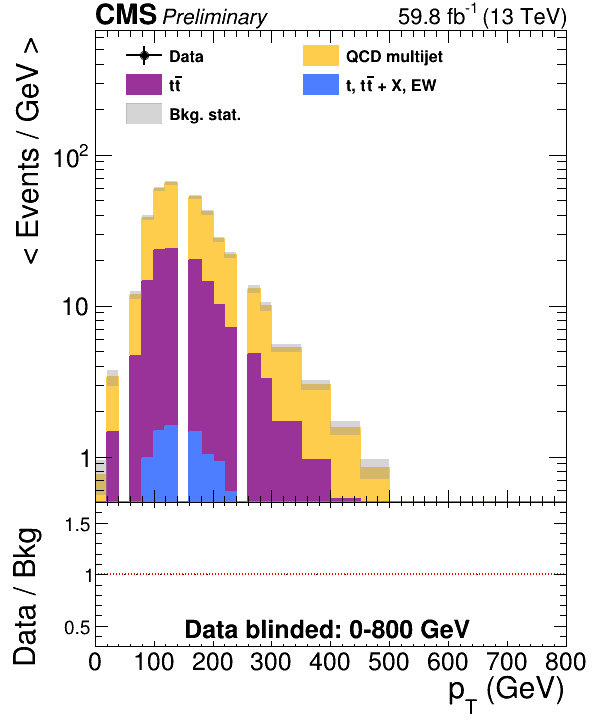 CMS Preliminary 59.8 fb⁻¹ (13 TeV)
Data
QCD multijet
tt̄
t, tt̄ + X, EW
Bkg. stat.
< Events / GeV >
10²
10
1
Data / Bkg
1.5
1
0.5
Data blinded: 0-800 GeV
0 100 200 300 400 500 600 700 800
p_T (GeV)